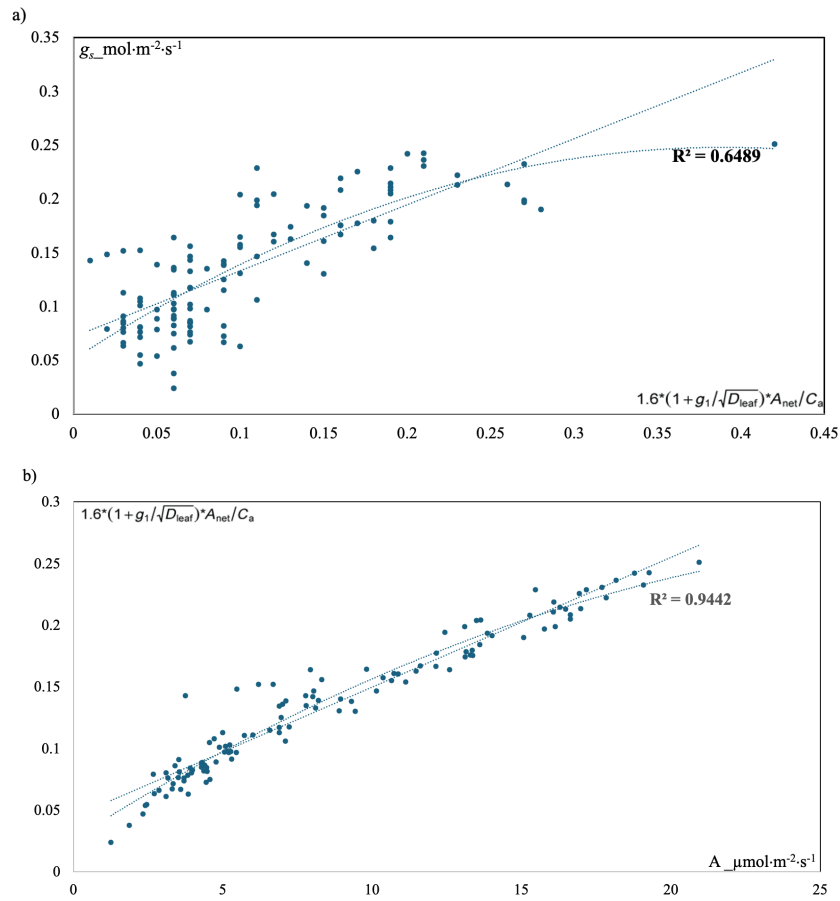 a)
0.35
g_s_mol·m⁻²·s⁻¹
0.3
0.25
R² = 0.6489
0.2
0.15
0.1
0.05
1.6*(1+g₁/√D_leaf)*A_net/C_a
0
0 0.05 0.1 0.15 0.2 0.25 0.3 0.35 0.4 0.45
b)
0.3
1.6*(1+g₁/√D_leaf)*A_net/C_a
0.25
R² = 0.9442
0.2
0.15
0.1
0.05
A _μmol·m⁻²·s⁻¹
0
0 5 10 15 20 25